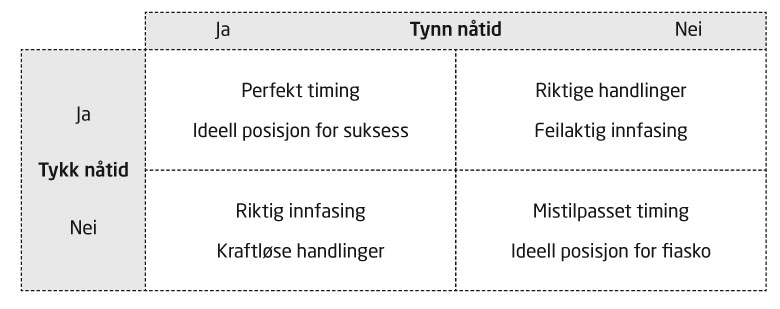 Ja Tynn nåtid Nei
Ja
Tykk nåtid
Nei
Perfekt timing
Ideell posisjon for suksess
Riktige handlinger
Feilaktig innfasing
Riktig innfasing
Kraftløse handlinger
Mistilpasset timing
Ideell posisjon for fiasko